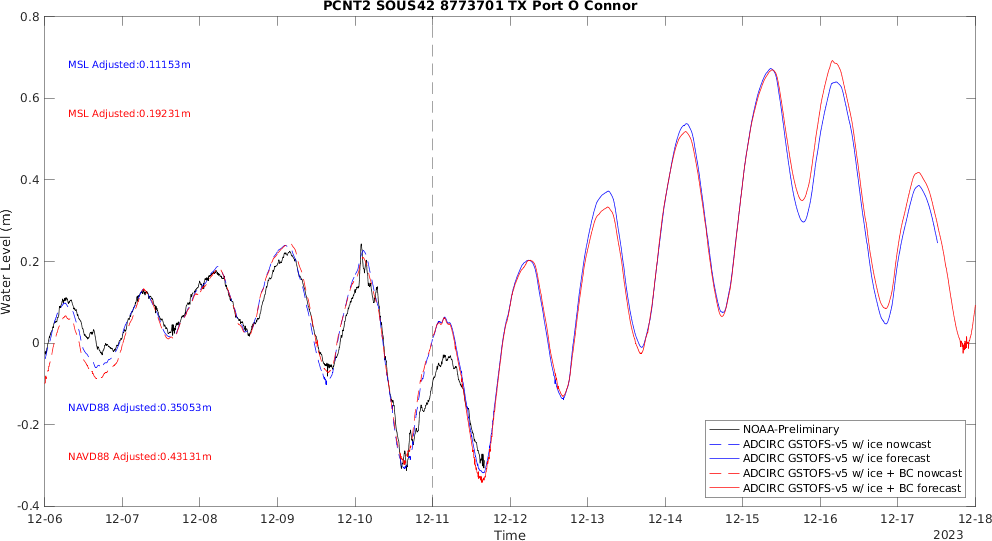 PCNT2 SOUS42 8773701 TX Port O Connor
0.8
0.6
0.4
0.2
0
-0.2
-0.4
Water Level (m)
MSL Adjusted:0.11153m
MSL Adjusted:0.19231m
NAVD88 Adjusted:0.35053m
NAVD88 Adjusted:0.43131m
NOAA-Preliminary
ADCIRC GSTOFS-v5 w/ ice nowcast
ADCIRC GSTOFS-v5 w/ ice forecast
ADCIRC GSTOFS-v5 w/ ice + BC nowcast
ADCIRC GSTOFS-v5 w/ ice + BC forecast
12-06 12-07 12-08 12-09 12-10 12-11 12-12 12-13 12-14 12-15 12-16 12-17 12-18
Time
2023